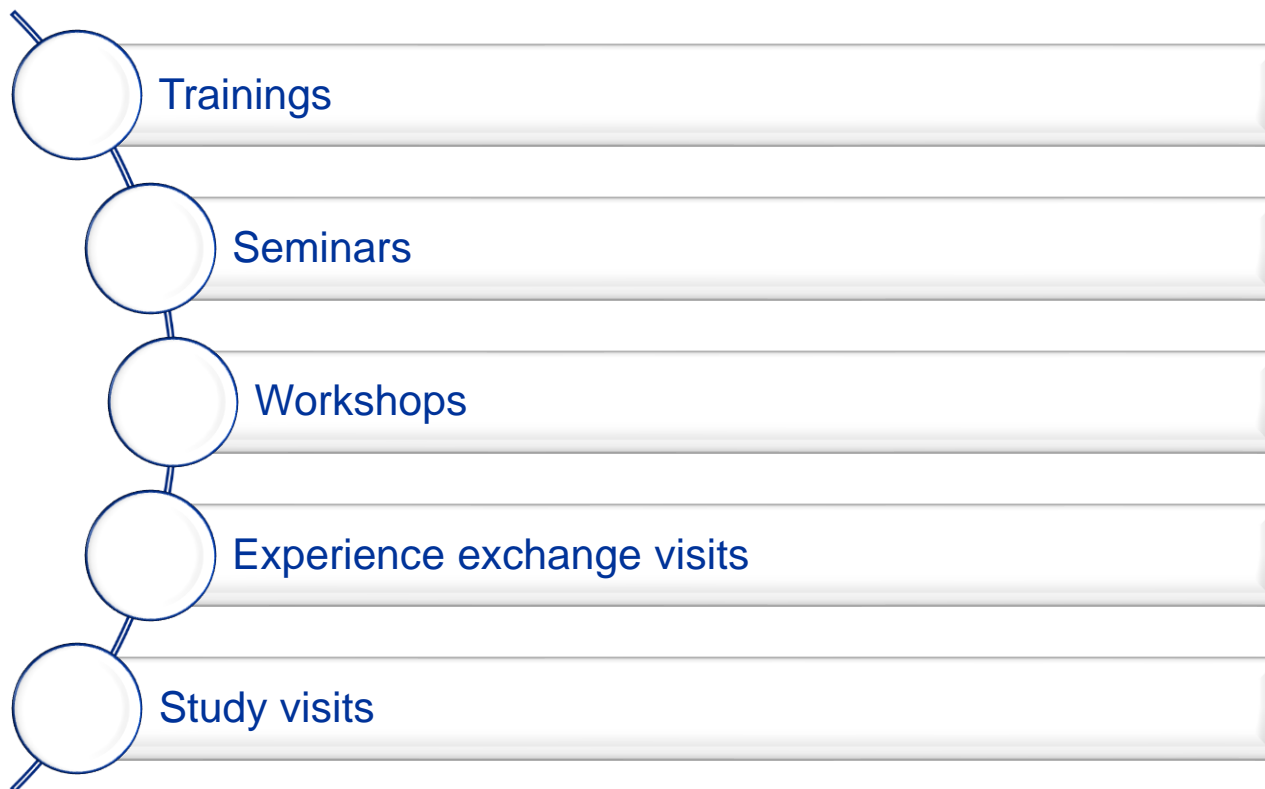 Trainings
Seminars
Workshops
Experience exchange visits
Study visits